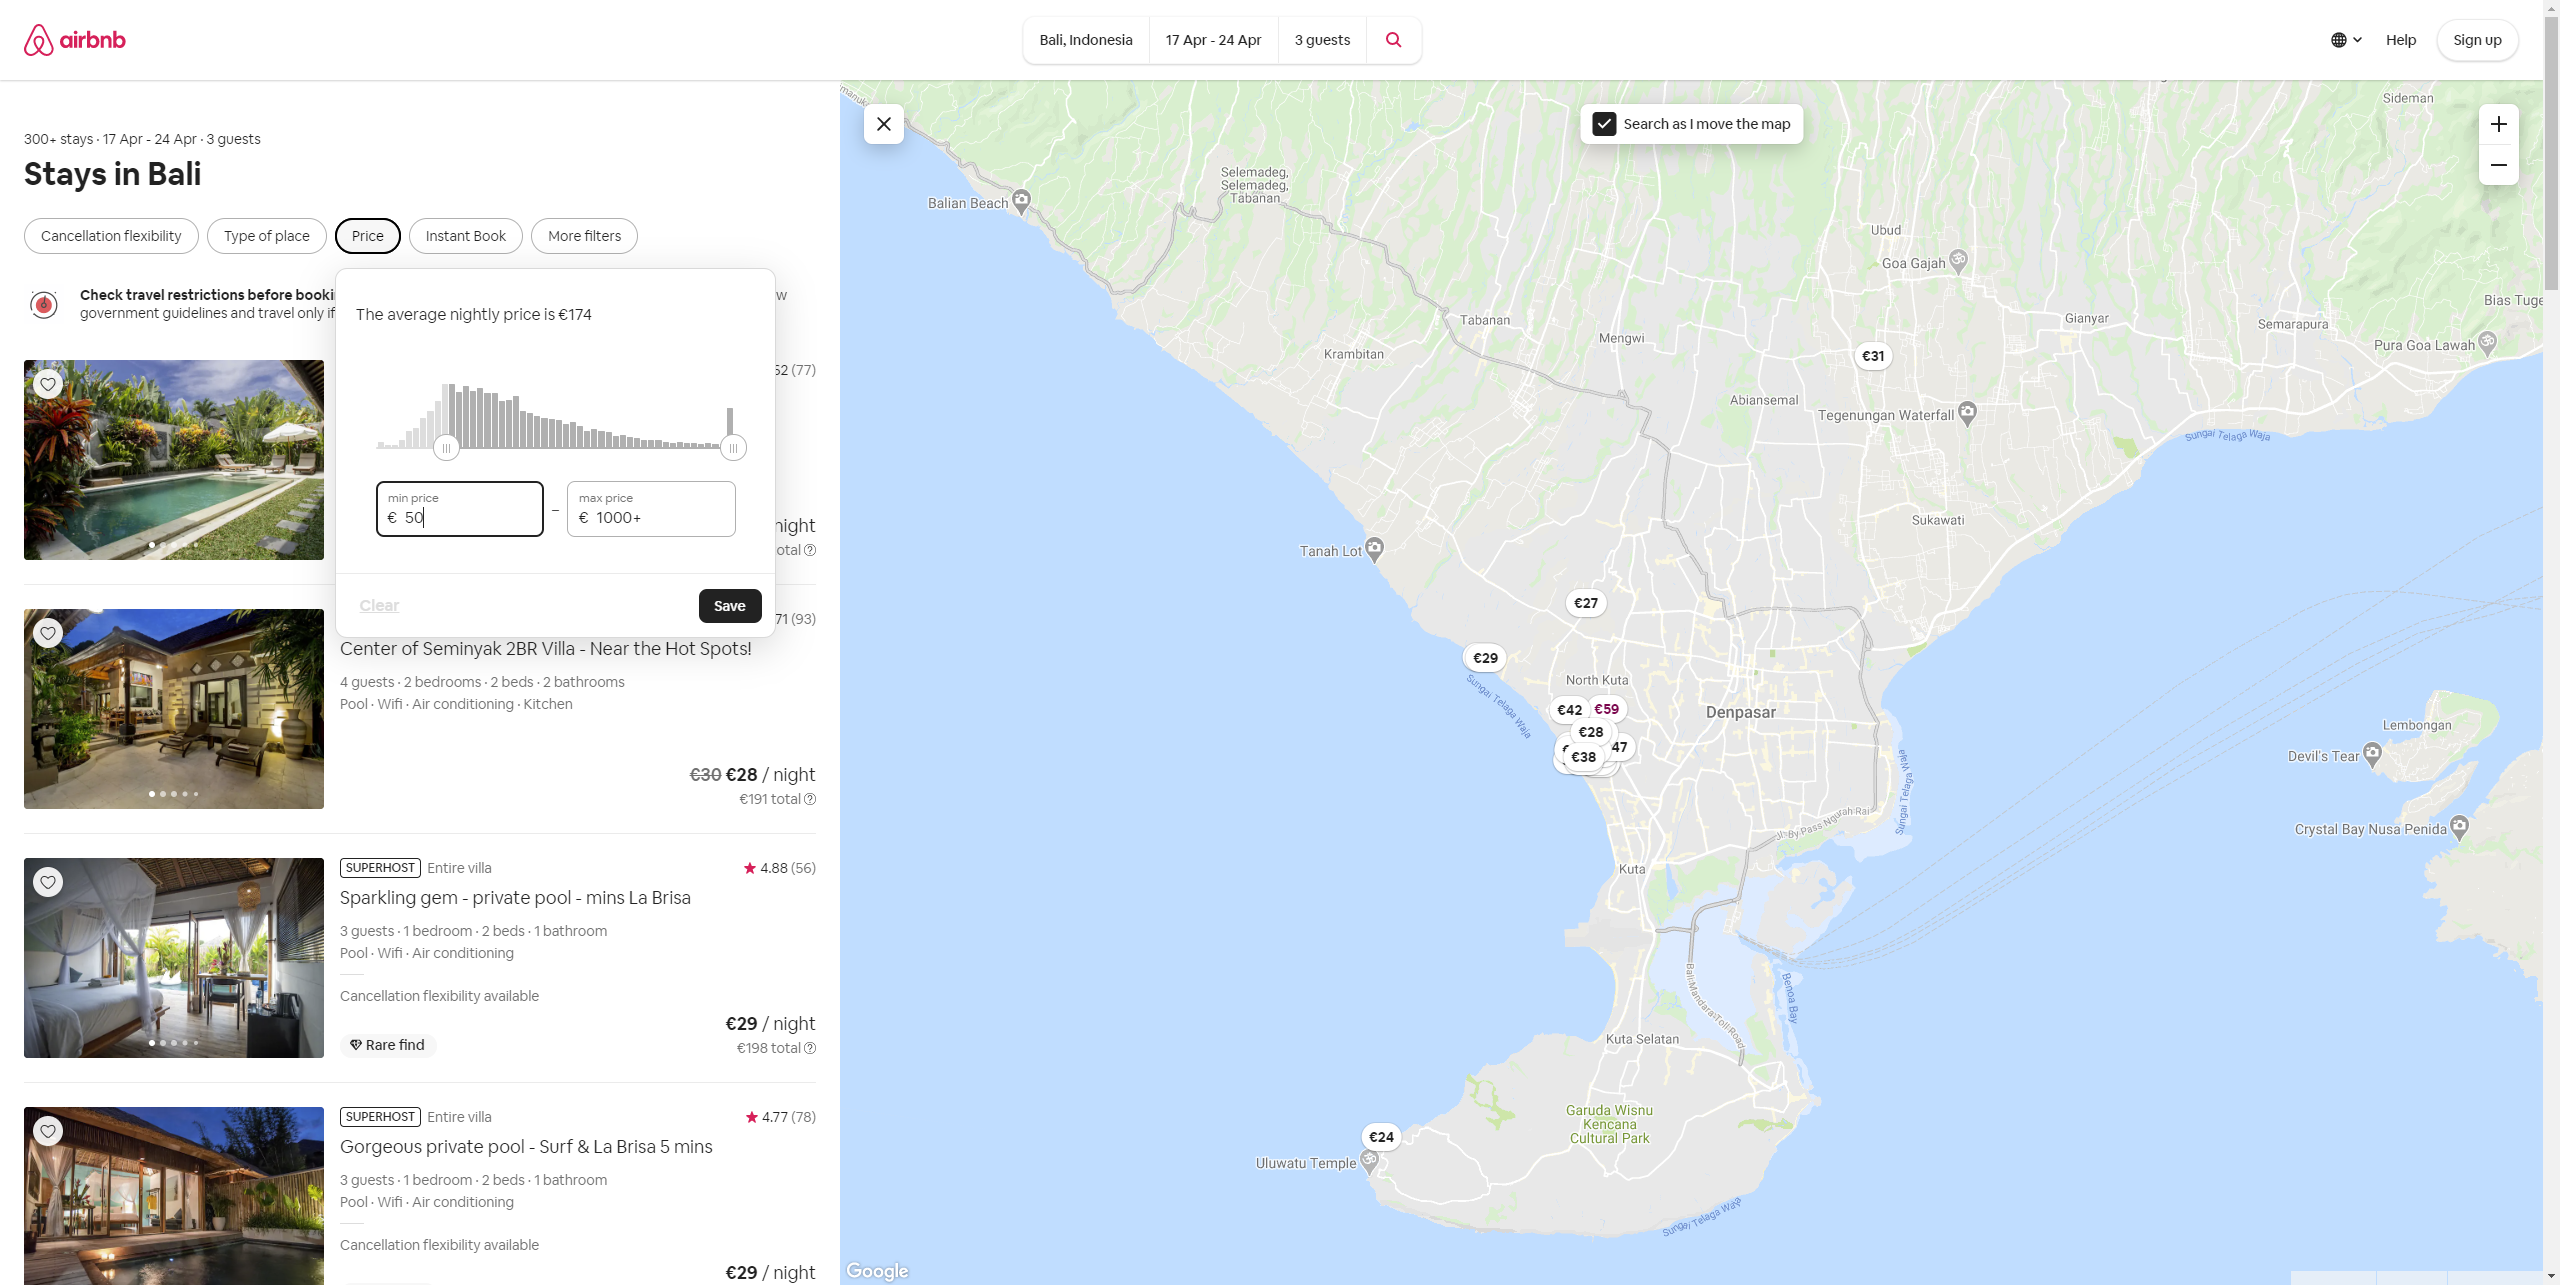 airbnb
Bali, Indonesia
17 Apr - 24 Apr
3 guests
Help
Sign up
300+ stays · 17 Apr - 24 Apr · 3 guests
Stays in Bali
Cancellation flexibility
Type of place
Price
Instant Book
More filters
Check travel restrictions before
government guidelines and travel only if
The average nightly price is €174
min price
€ 50
–
max price
€ 1000+
Clear
Save
(77)
night
(93)
Center of Seminyak 2BR Villa - Near the Hot Spots!
4 guests · 2 bedrooms · 2 beds · 2 bathrooms
Pool · Wifi · Air conditioning · Kitchen
€30 €28 / night
€191 total
SUPERHOST Entire villa
4.88 (56)
Sparkling gem - private pool - mins La Brisa
3 guests · 1 bedroom · 2 beds · 1 bathroom
Pool · Wifi · Air conditioning
Cancellation flexibility available
Rare find
€29 / night
€198 total
SUPERHOST Entire villa
4.77 (78)
Gorgeous private pool - Surf & La Brisa 5 mins
3 guests · 1 bedroom · 2 beds · 1 bathroom
Pool · Wifi · Air conditioning
Cancellation flexibility available
€29 / night
Search as I move the map
Sideman
Selemadeg,
Selemadeg,
Tabanan
Balian Beach
Ubud
Goa Gajah
Bias Tuge
Tabanan
Gianyar
Semarapura
Mengwi
Pura Goa Lawah
Krambitan
€31
Abiansemal
Tegenungan Waterfall
Sungai Telaga Waja
Sukawati
Tanah Lot
€27
€29
North Kuta
Sungai Telaga Waja
€42
€59
Denpasar
€28
47
€38
Lembongan
Devil's Tear
Sungai Telaga Waja
Jl. By Pass Ngurah Rai
Crystal Bay Nusa Penida
Kuta
Bali Mandara Toll Road
Benoa Bay
Kuta Selatan
Garuda Wisnu
Kencana
Cultural Park
€24
Uluwatu Temple
Sungai Telaga Waja
Google